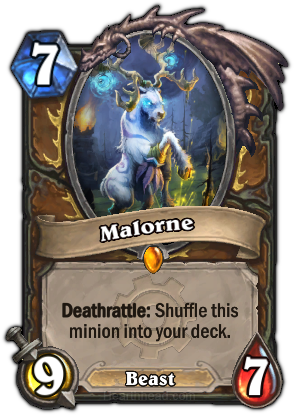 7
Malorne
Deathrattle: Shuffle this
minion into your deck.
9
Beast
7